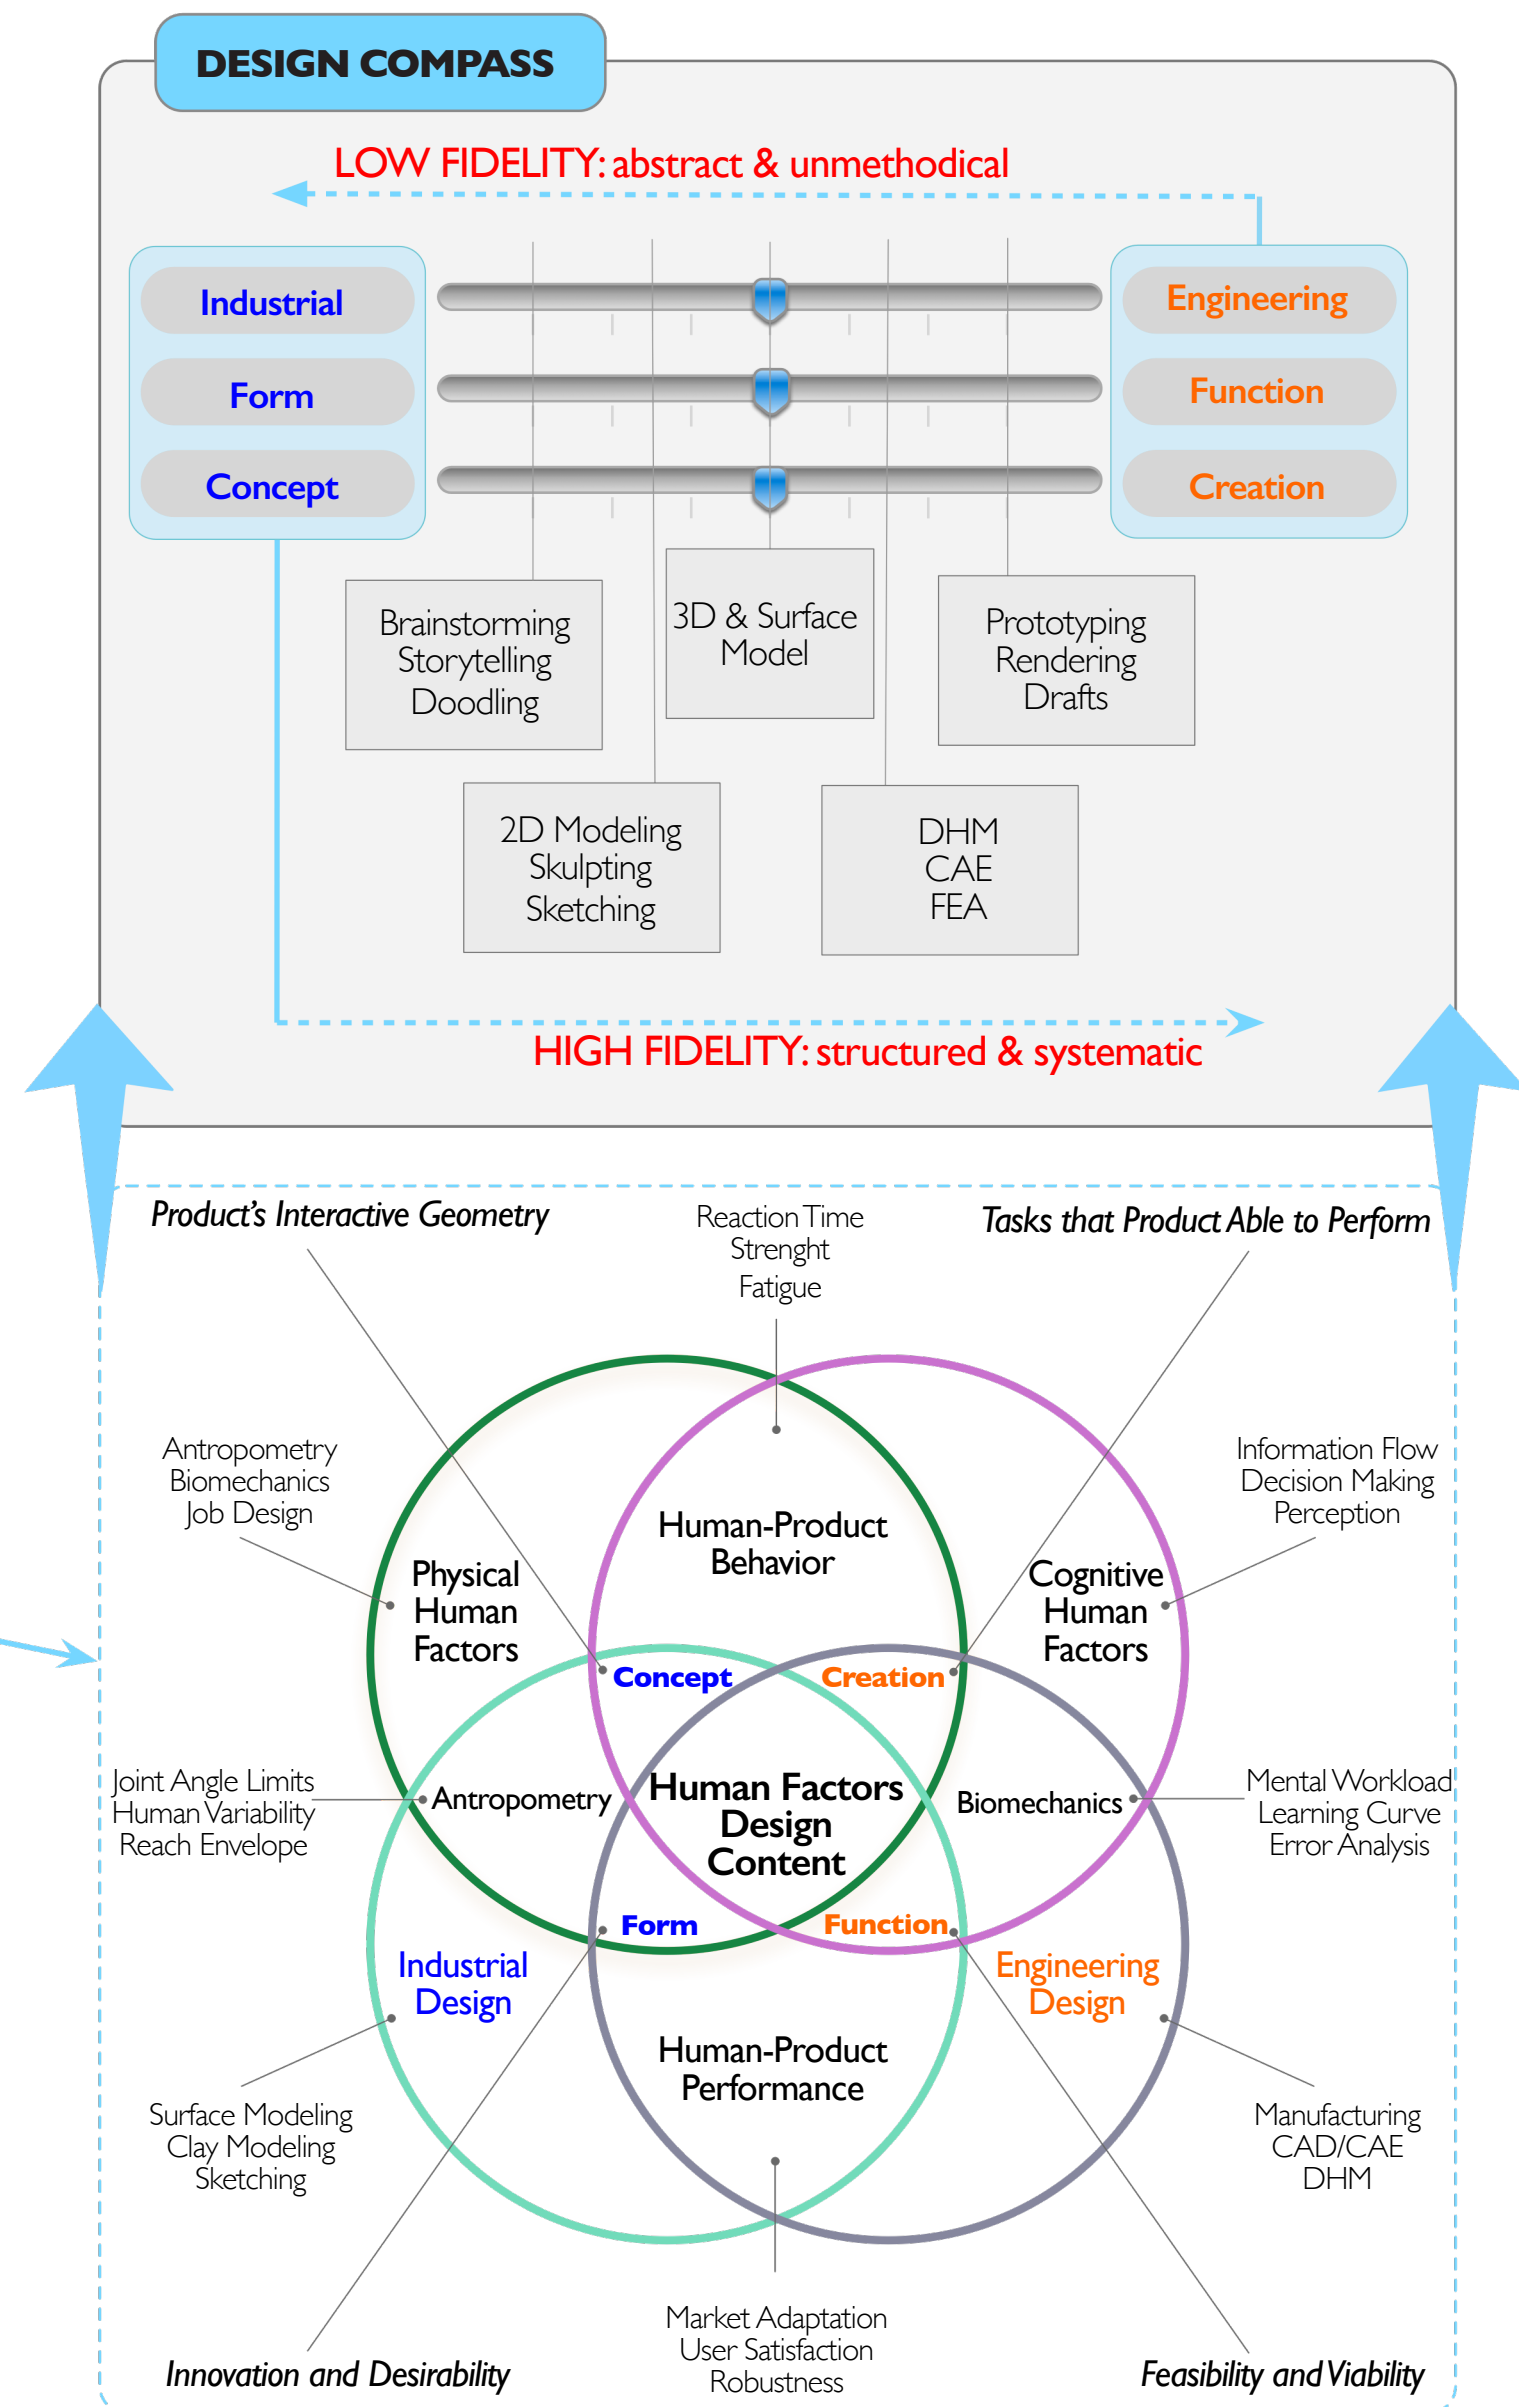 DESIGN COMPASS
LOW FIDELITY: abstract & unmethodical
Industrial
Engineering
Form
Function
Concept
Creation
Brainstorming
Storytelling
Doodling
3D & Surface
Model
Prototyping
Rendering
Drafts
2D Modeling
Skulpting
Sketching
DHM
CAE
FEA
HIGH FIDELITY: structured & systematic
Product's Interactive Geometry
Reaction Time
Strenght
Fatigue
Tasks that Product Able to Perform
Antropometry
Biomechanics
Job Design
Information Flow
Decision Making
Perception
Human-Product
Behavior
Physical
Human
Factors
Cognitive
Human
Factors
Concept
Creation
Joint Angle Limits
Human Variability
Reach Envelope
Antropometry
Human Factors
Design
Content
Biomechanics
Mental Workload
Learning Curve
Error Analysis
Form
Function
Industrial
Design
Engineering
Design
Human-Product
Performance
Surface Modeling
Clay Modeling
Sketching
Manufacturing
CAD/CAE
DHM
Market Adaptation
User Satisfaction
Robustness
Innovation and Desirability
Feasibility and Viability